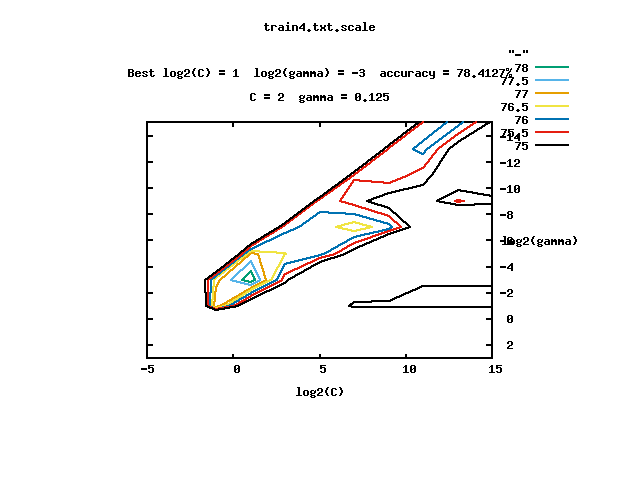 train4.txt.scale
"-"
Best log2(C) = 1  log2(gamma) = -3  accuracy = 78.4127%
C = 2  gamma = 0.125
78
77.5
77
76.5
76
75.5
75
-14
-12
-10
-8
-6
log2(gamma)
-4
-2
0
2
-5 0 5 10 15
log2(C)